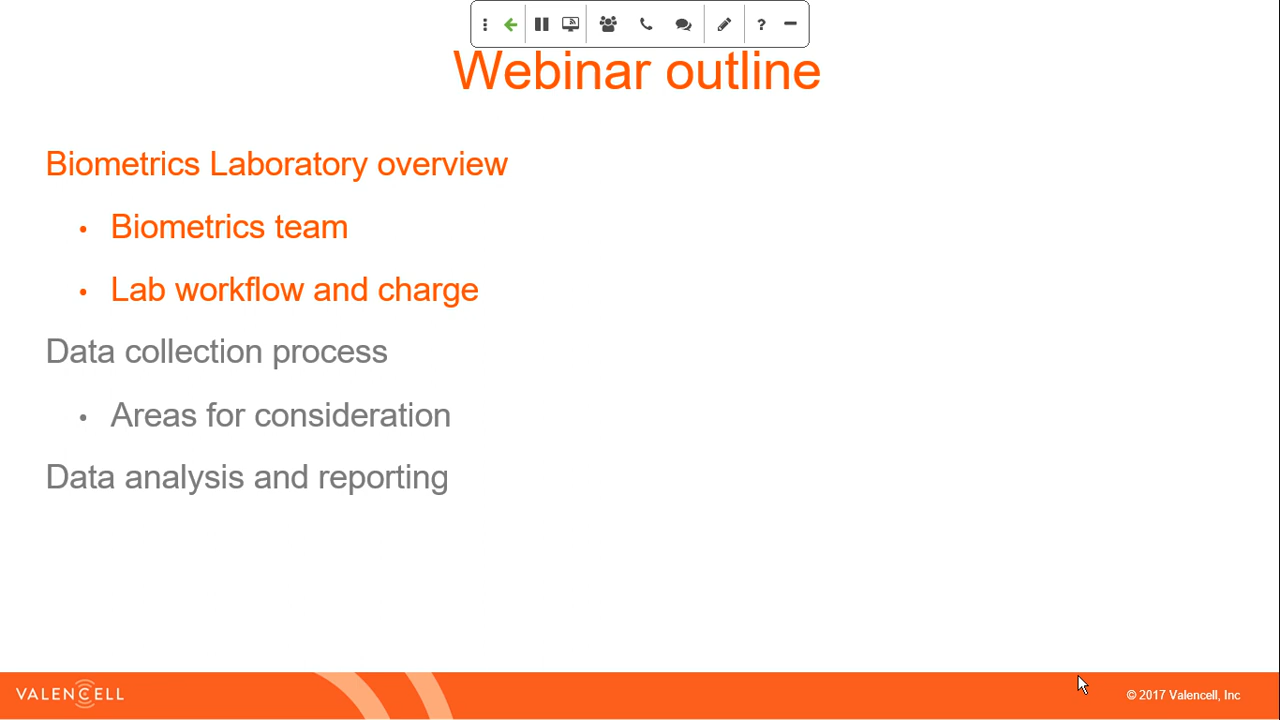 Webinar outline
Biometrics Laboratory overview
• Biometrics team
• Lab workflow and charge
Data collection process
• Areas for consideration
Data analysis and reporting
VALENCELL
© 2017 Valencell, Inc